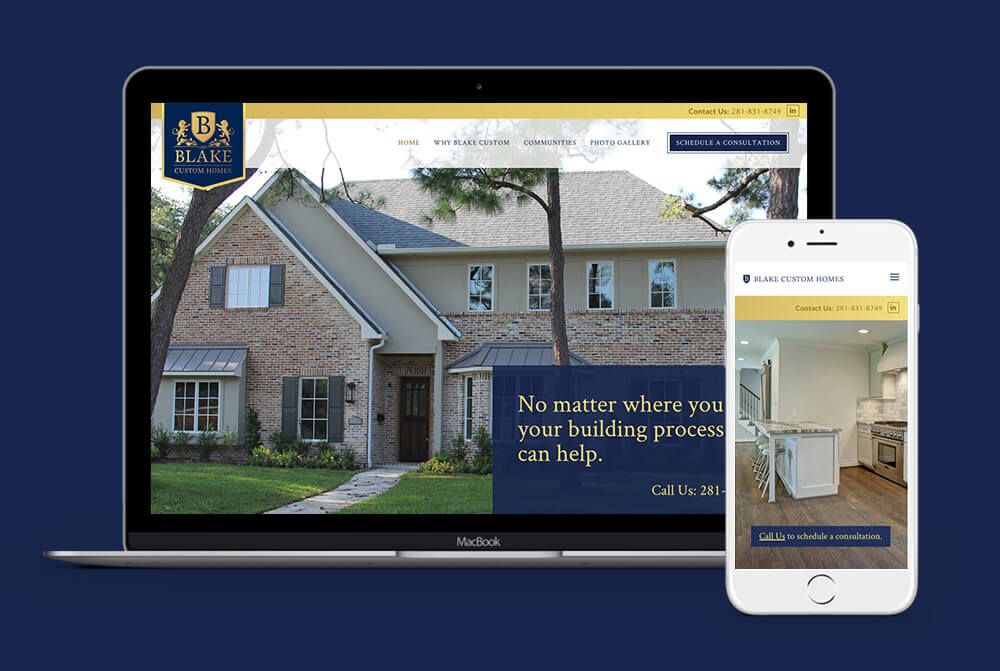 Contact Us: 281-831-8749 in
B
BLAKE
CUSTOM HOMES
HOME WHY BLAKE CUSTOM COMMUNITIES PHOTO GALLERY SCHEDULE A CONSULTATION
No matter where you
your building process
can help.
Call Us: 281-
MacBook
B BLAKE CUSTOM HOMES
Contact Us: 281-831-8749 in
Call Us to schedule a consultation.